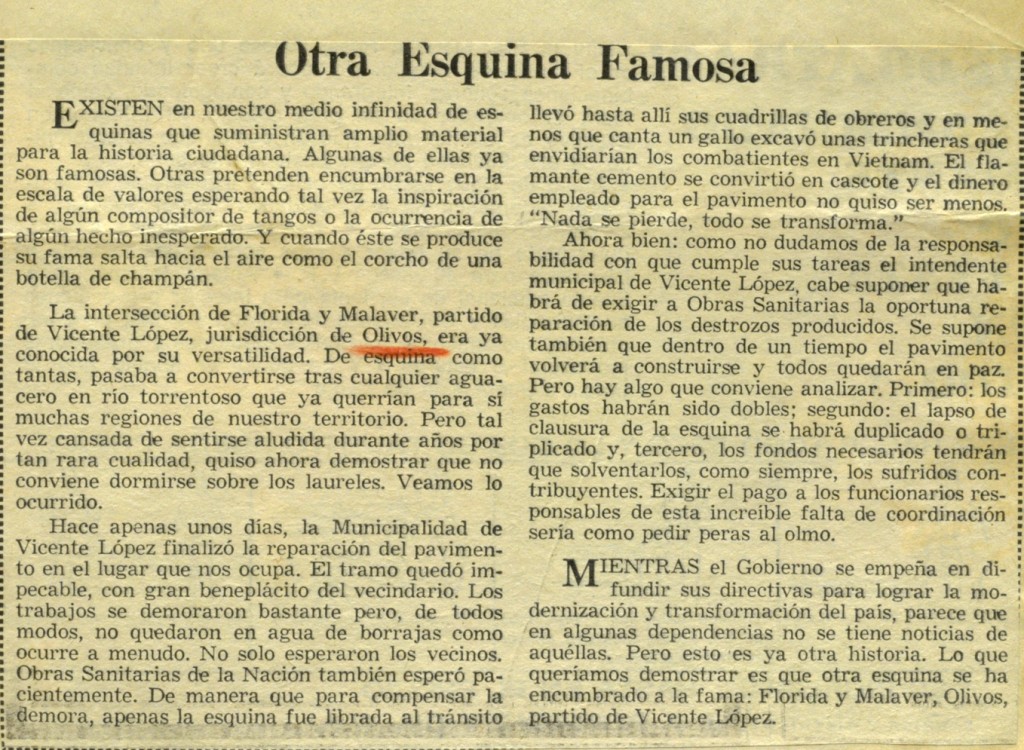 Otra Esquina Famosa
EXISTEN en nuestro medio infinidad de es-
quinas que suministran amplio material
para la historia ciudadana. Algunas de ellas ya
son famosas. Otras pretenden encumbrarse en la
escala de valores esperando tal vez la inspiración
de algún compositor de tangos o la ocurrencia de
algún hecho inesperado. Y cuando éste se produce
su fama salta hacia el aire como el corcho de una
botella de champán.
La intersección de Florida y Malaver, partido
de Vicente López, jurisdicción de Olivos, era ya
conocida por su versatilidad. De esquina como
tantas, pasaba a convertirse tras cualquier agua-
cero en río torrentoso que ya querrían para sí
muchas regiones de nuestro territorio. Pero tal
vez cansada de sentirse aludida durante años por
tan rara cualidad, quiso ahora demostrar que no
conviene dormirse sobre los laureles. Veamos lo
ocurrido.
Hace apenas unos días, la Municipalidad de
Vicente López finalizó la reparación del pavimen-
to en el lugar que nos ocupa. El tramo quedó im-
pecable, con gran beneplácito del vecindario. Los
trabajos se demoraron bastante pero, de todos
modos, no quedaron en agua de borrajas como
ocurre a menudo. No solo esperaron los vecinos.
Obras Sanitarias de la Nación también esperó pa-
cientemente. De manera que para compensar la
demora, apenas la esquina fue librada al tránsito
llevó hasta allí sus cuadrillas de obreros y en me-
nos que canta un gallo excavó unas trincheras que
envidiarían los combatientes en Vietnam. El fla-
mante cemento se convirtió en cascote y el dinero
empleado para el pavimento no quiso ser menos.
“Nada se pierde, todo se transforma.”
Ahora bien: como no dudamos de la responsa-
bilidad con que cumple sus tareas el intendente
municipal de Vicente López, cabe suponer que ha-
brá de exigir a Obras Sanitarias la oportuna re-
paración de los destrozos producidos. Se supone
también que dentro de un tiempo el pavimento
volverá a construirse y todos quedarán en paz.
Pero hay algo que conviene analizar. Primero: los
gastos habrán sido dobles; segundo: el lapso de
clausura de la esquina se habrá duplicado o tri-
plicado y, tercero, los fondos necesarios tendrán
que solventarlos, como siempre, los sufridos con-
tribuyentes. Exigir el pago a los funcionarios res-
ponsables de esta increíble falta de coordinación
sería como pedir peras al olmo.
MIENTRAS el Gobierno se empeña en di-
fundir sus directivas para lograr la mo-
dernización y transformación del país, parece que
en algunas dependencias no se tiene noticias de
aquéllas. Pero esto es ya otra historia. Lo que
queríamos demostrar es que otra esquina se ha
encumbrado a la fama: Florida y Malaver, Olivos,
partido de Vicente López.